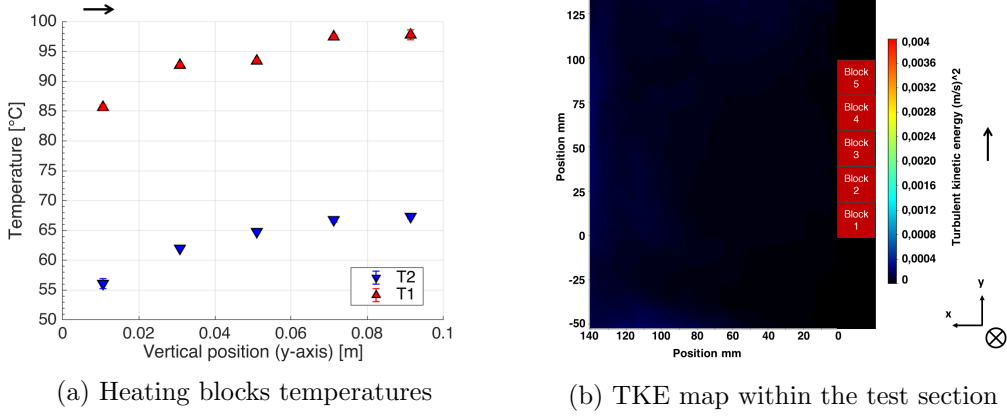 100
95
90
85
80
75
70
65
60
55
50
Temperature [°C]
T2
T1
0 0.02 0.04 0.06 0.08 0.1
Vertical position (y-axis) [m]
(a) Heating blocks temperatures
125
100
75
50
25
0
-25
-50
Position mm
140 120 100 80 60 40 20 0
Position mm
Block
5
Block
4
Block
3
Block
2
Block
1
0,004
0,0036
0,0032
0,0028
0,0024
0,0020
0,0016
0,0012
0,0008
0,0004
0
Turbulent kinetic energy (m/s)^2
y
x
(b) TKE map within the test section